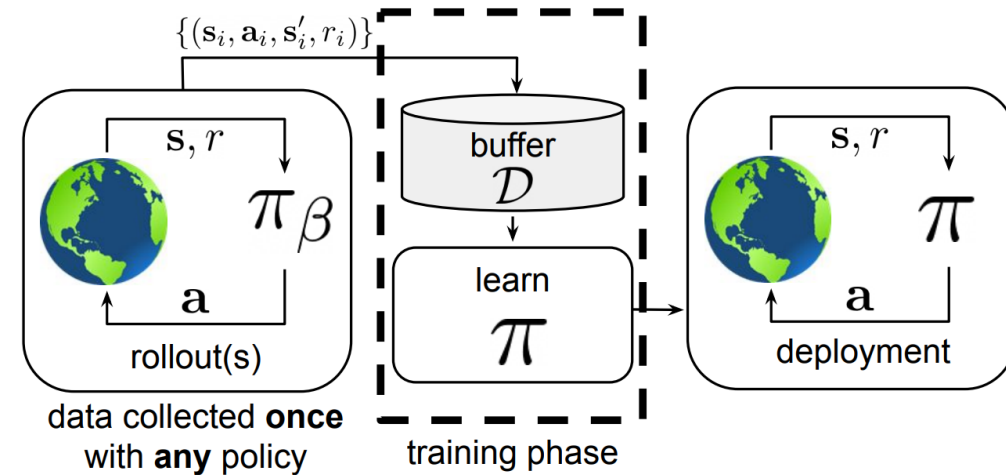 {(s_i, a_i, s'_i, r_i)}
s, r
π_β
a
rollout(s)
data collected once
with any policy
buffer
𝒟
learn
π
training phase
s, r
π
a
deployment